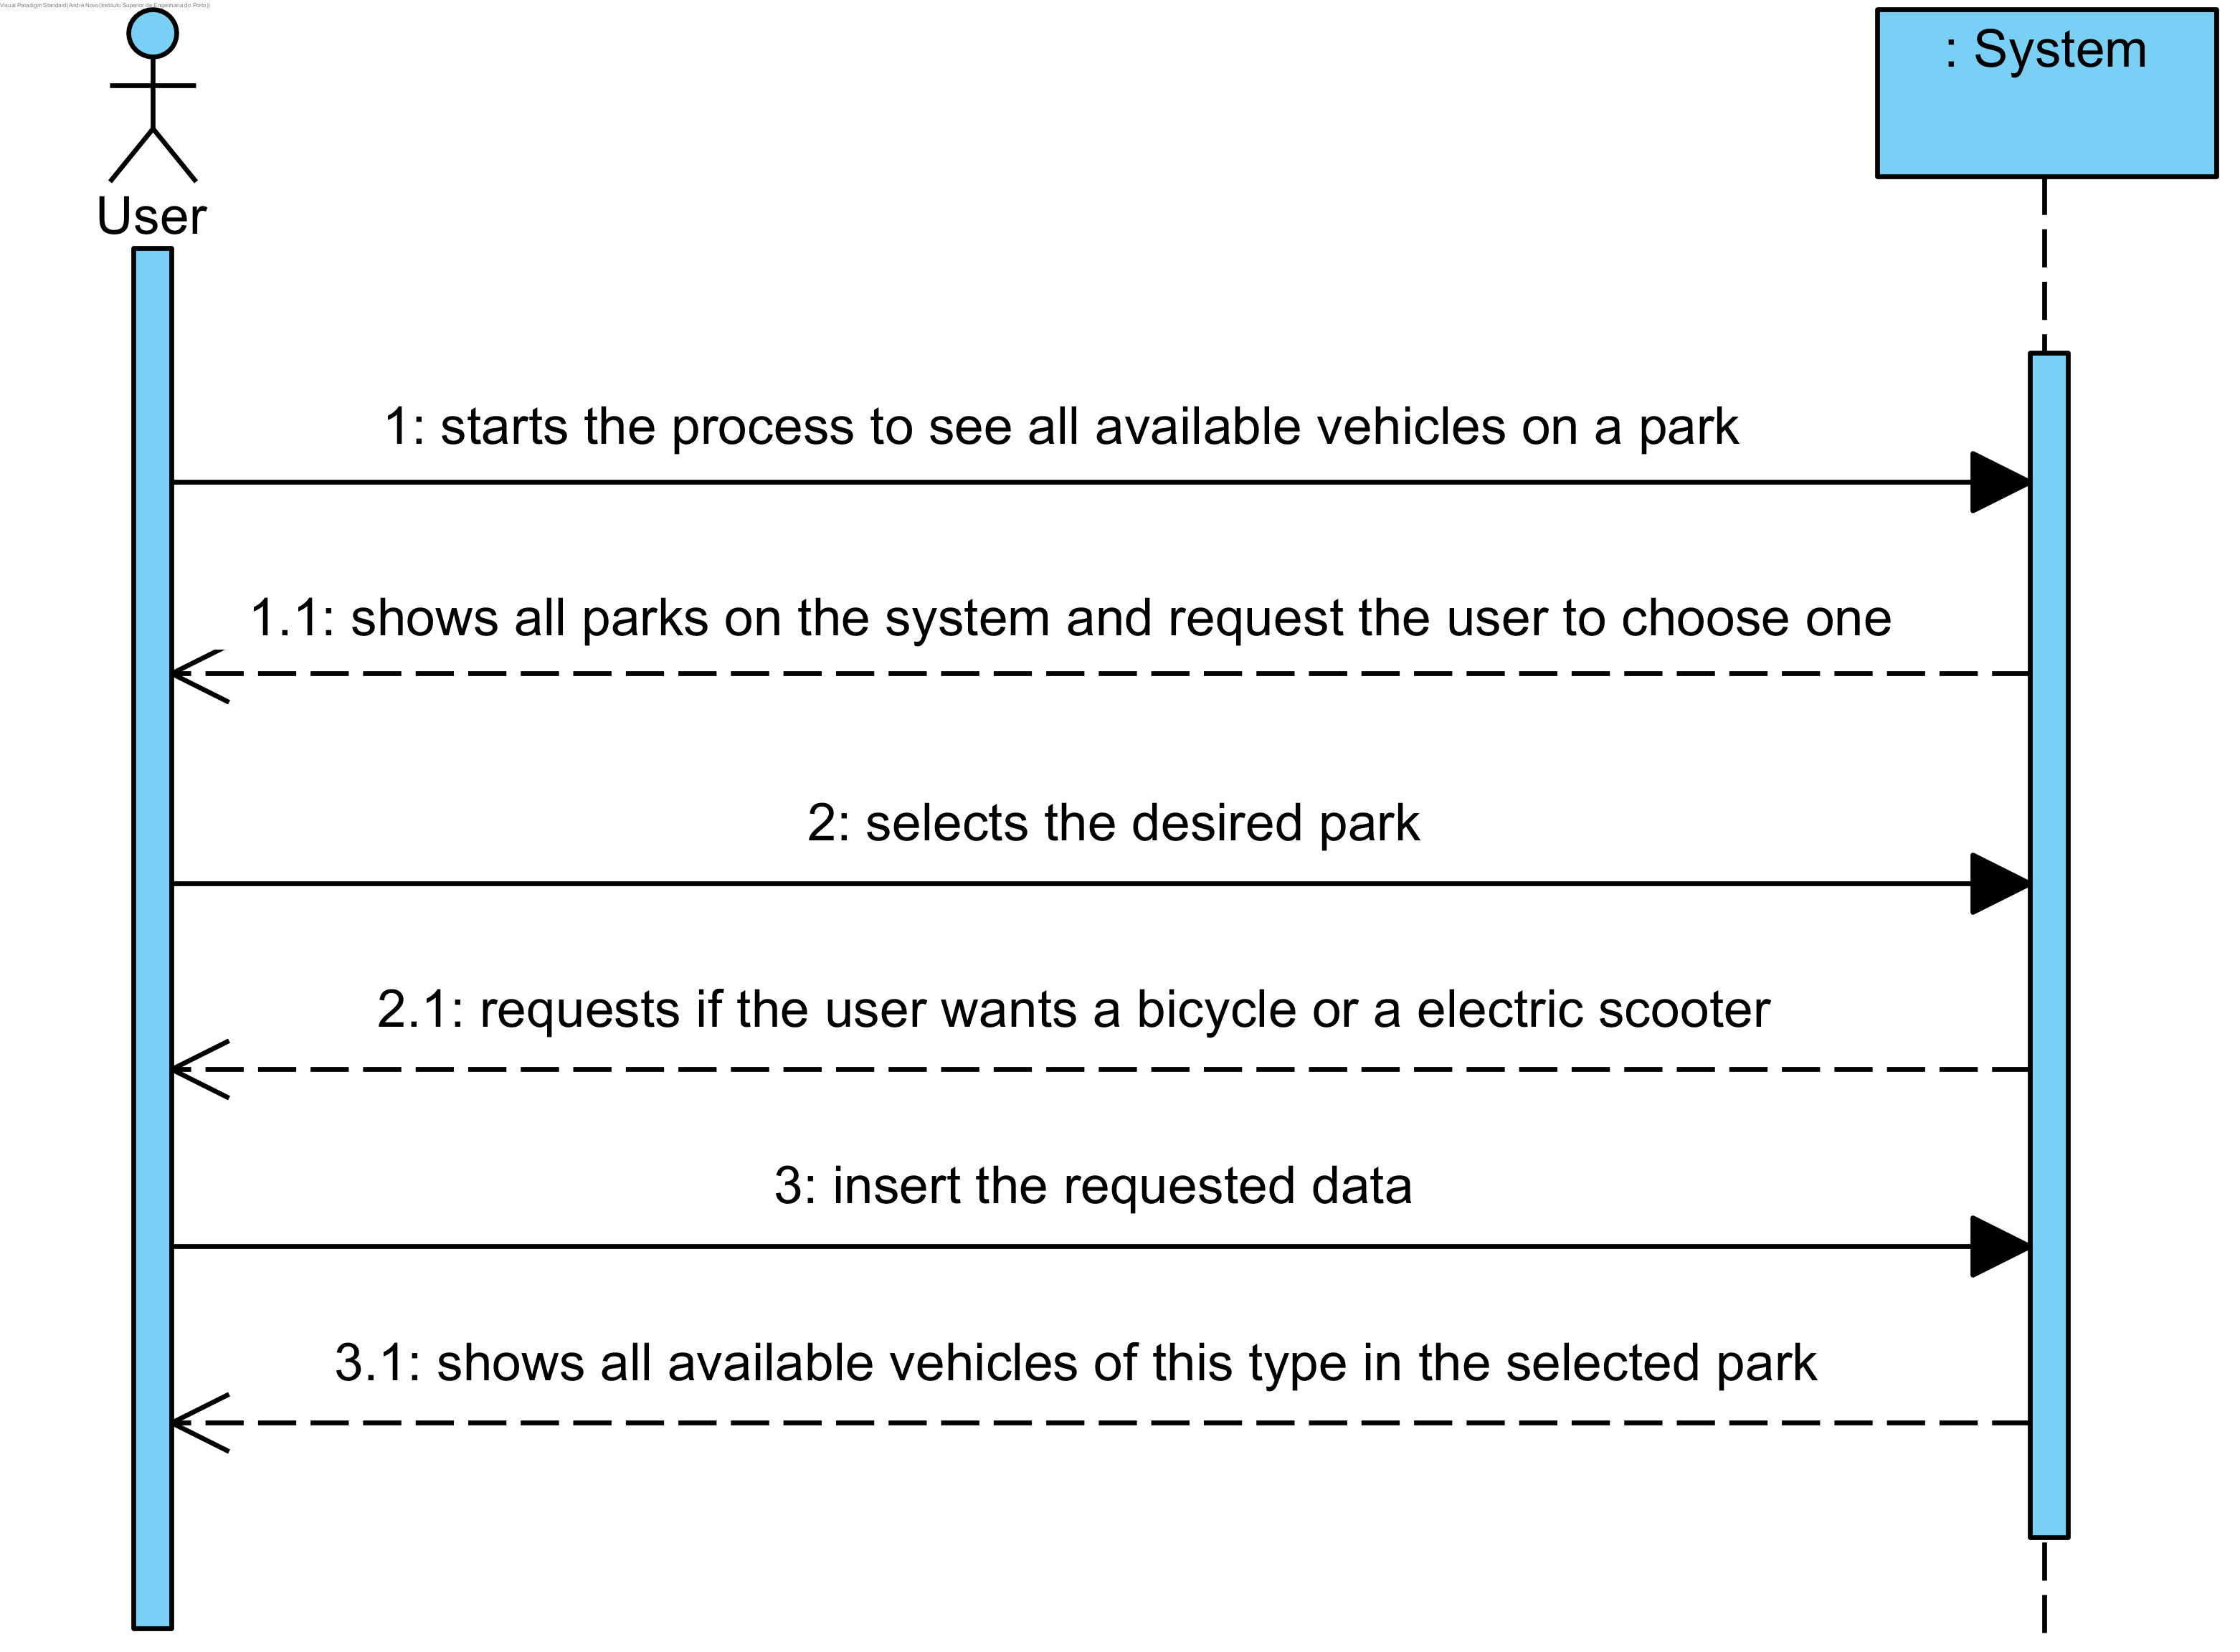 Visual Paradigm Standard(André Novo(Instituto Superior de Engenharia do Porto))
: System
User
1: starts the process to see all available vehicles on a park
1.1: shows all parks on the system and request the user to choose one
2: selects the desired park
2.1: requests if the user wants a bicycle or a electric scooter
3: insert the requested data
3.1: shows all available vehicles of this type in the selected park